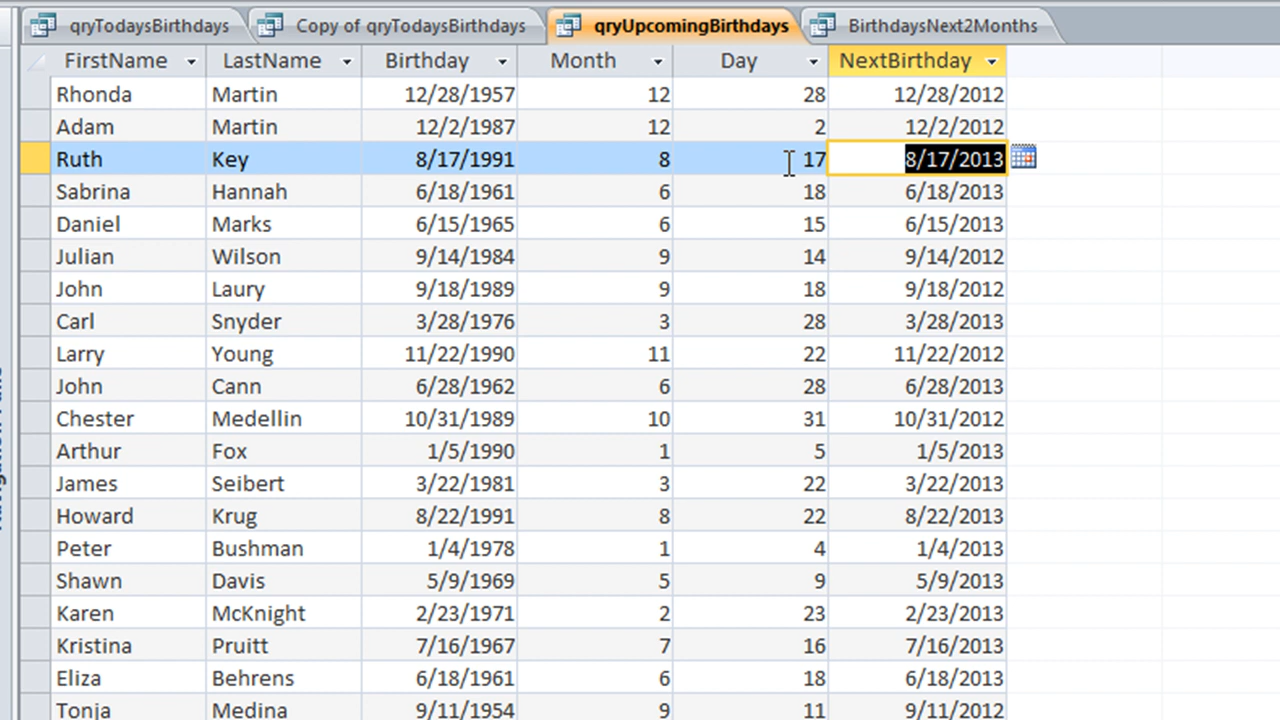 qryTodaysBirthdays Copy of qryTodaysBirthdays qryUpcomingBirthdays BirthdaysNext2Months
FirstName LastName Birthday Month Day NextBirthday
Rhonda Martin 12/28/1957 12 28 12/28/2012
Adam Martin 12/2/1987 12 2 12/2/2012
Ruth Key 8/17/1991 8 17 8/17/2013
Sabrina Hannah 6/18/1961 6 18 6/18/2013
Daniel Marks 6/15/1965 6 15 6/15/2013
Julian Wilson 9/14/1984 9 14 9/14/2012
John Laury 9/18/1989 9 18 9/18/2012
Carl Snyder 3/28/1976 3 28 3/28/2013
Larry Young 11/22/1990 11 22 11/22/2012
John Cann 6/28/1962 6 28 6/28/2013
Chester Medellin 10/31/1989 10 31 10/31/2012
Arthur Fox 1/5/1990 1 5 1/5/2013
James Seibert 3/22/1981 3 22 3/22/2013
Howard Krug 8/22/1991 8 22 8/22/2013
Peter Bushman 1/4/1978 1 4 1/4/2013
Shawn Davis 5/9/1969 5 9 5/9/2013
Karen McKnight 2/23/1971 2 23 2/23/2013
Kristina Pruitt 7/16/1967 7 16 7/16/2013
Eliza Behrens 6/18/1961 6 18 6/18/2013
Tonja Medina 9/11/1954 9 11 9/11/2012